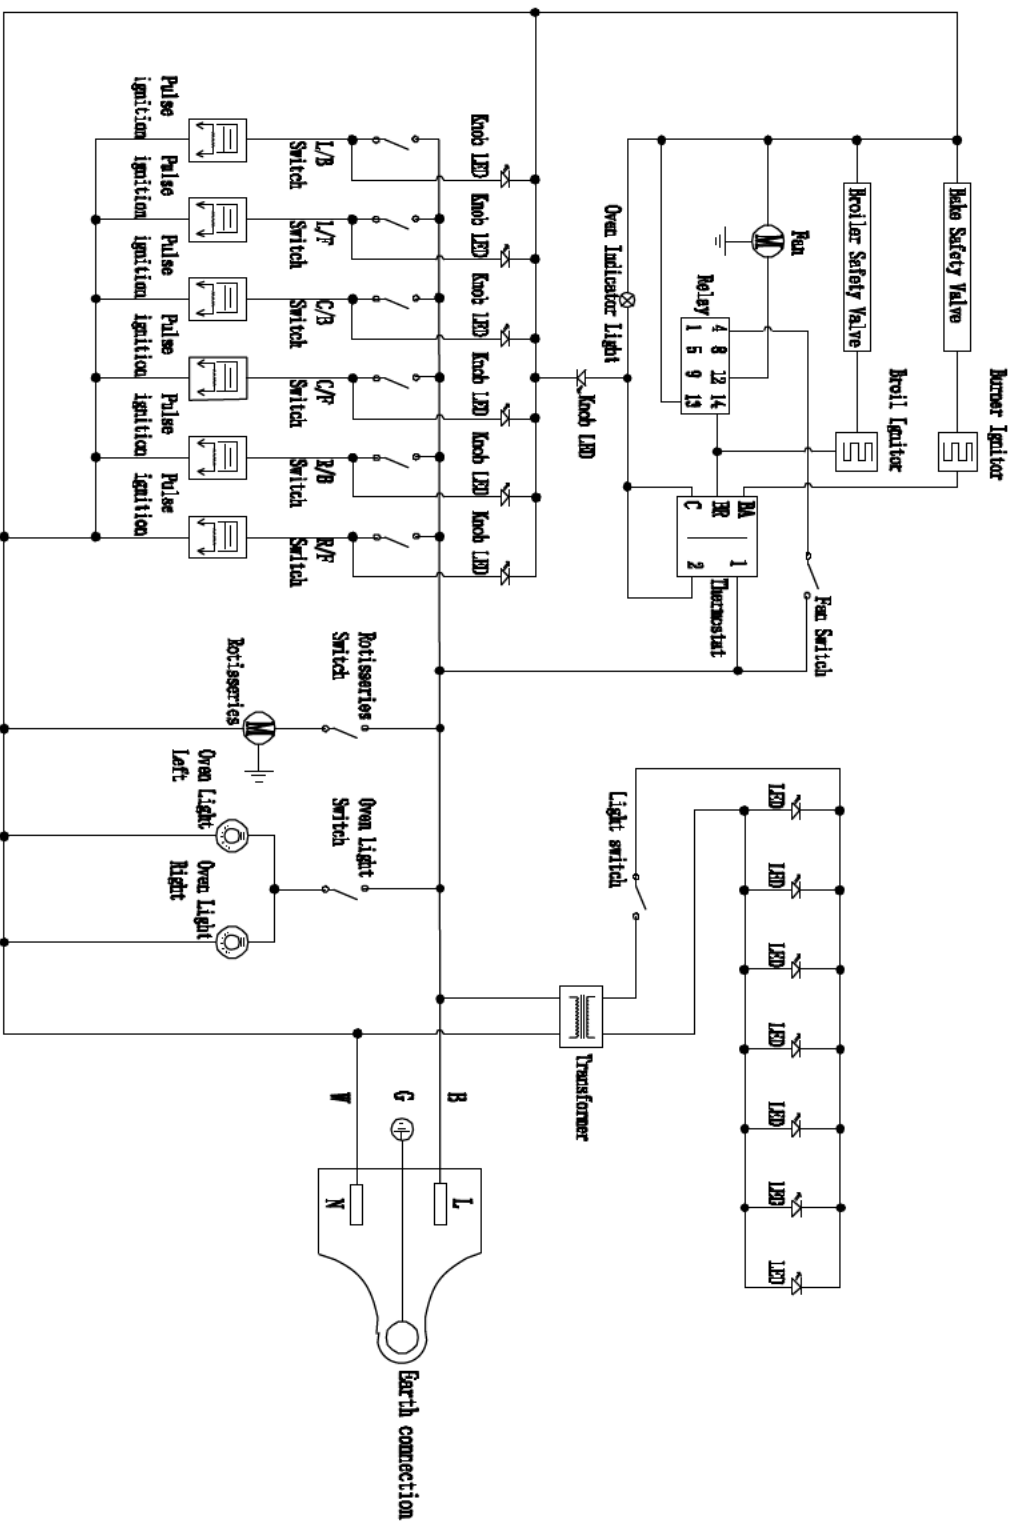 Burner Ignitor
Bake Safety Valve
Broil Ignitor
Broiler Safety Valve
Fan Switch
Fan
LED
LED
LED
LED
LED
LED
LED
Relay
4 8 12 14
1 5 9 13
BA
BR
C
1
2
Thermostat
Light switch
Oven Indicator Light
Knob LED
Transformer
Knob LED
Knob LED
Knob LED
Knob LED
Knob LED
Knob LED
L/B
Switch
L/F
Switch
C/B
Switch
C/F
Switch
R/B
Switch
R/F
Switch
Rotisseries
Switch
Oven Light
Switch
B
G
W
L
N
Earth connection
Rotisseries
Oven Light
Left
Oven Light
Right
Pulse
ignition
Pulse
ignition
Pulse
ignition
Pulse
ignition
Pulse
ignition
Pulse
ignition
M
M